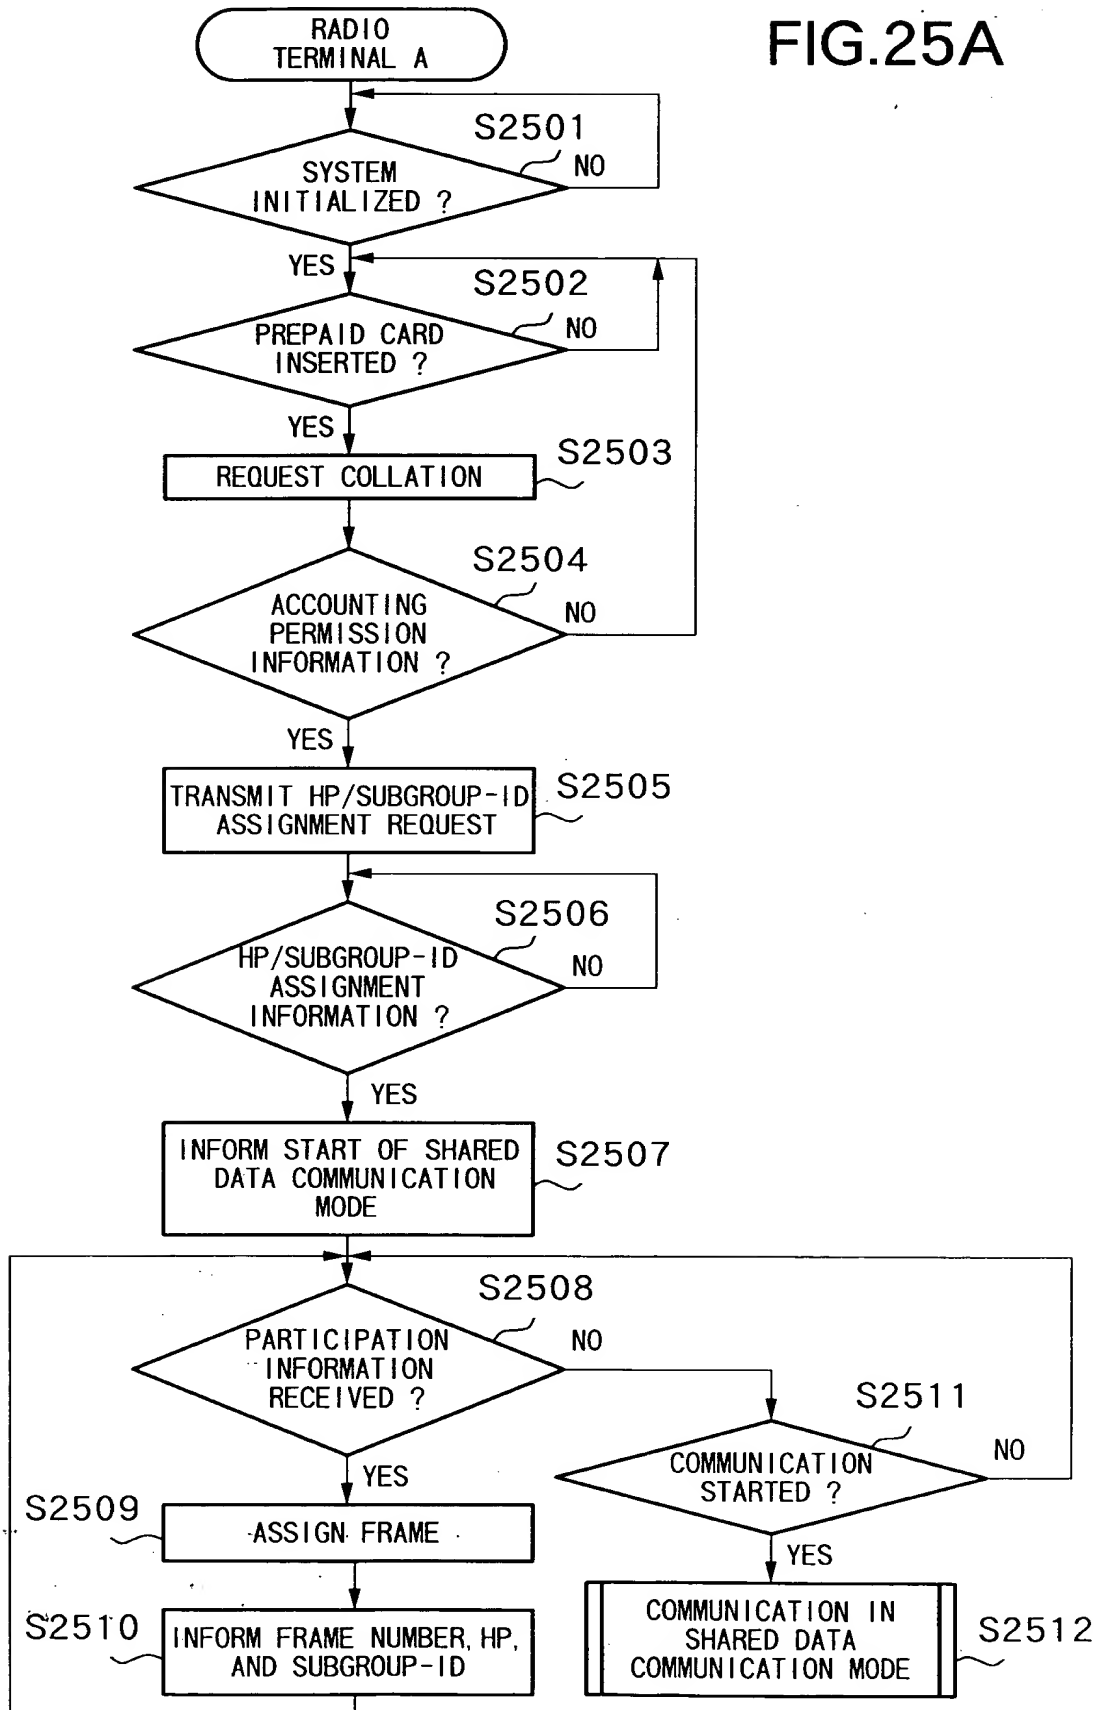 FIG.25A
RADIO
TERMINAL A
S2501
SYSTEM
INITIALIZED ?
NO
YES
S2502
PREPAID CARD
INSERTED ?
NO
YES
S2503
REQUEST COLLATION
S2504
ACCOUNTING
PERMISSION
INFORMATION ?
NO
YES
S2505
TRANSMIT HP/SUBGROUP-ID
ASSIGNMENT REQUEST
S2506
HP/SUBGROUP-ID
ASSIGNMENT
INFORMATION ?
NO
YES
S2507
INFORM START OF SHARED
DATA COMMUNICATION
MODE
S2508
PARTICIPATION
INFORMATION
RECEIVED ?
NO
YES
S2511
COMMUNICATION
STARTED ?
NO
YES
S2509
ASSIGN FRAME
S2510
INFORM FRAME NUMBER, HP,
AND SUBGROUP-ID
COMMUNICATION IN
SHARED DATA
COMMUNICATION MODE
S2512